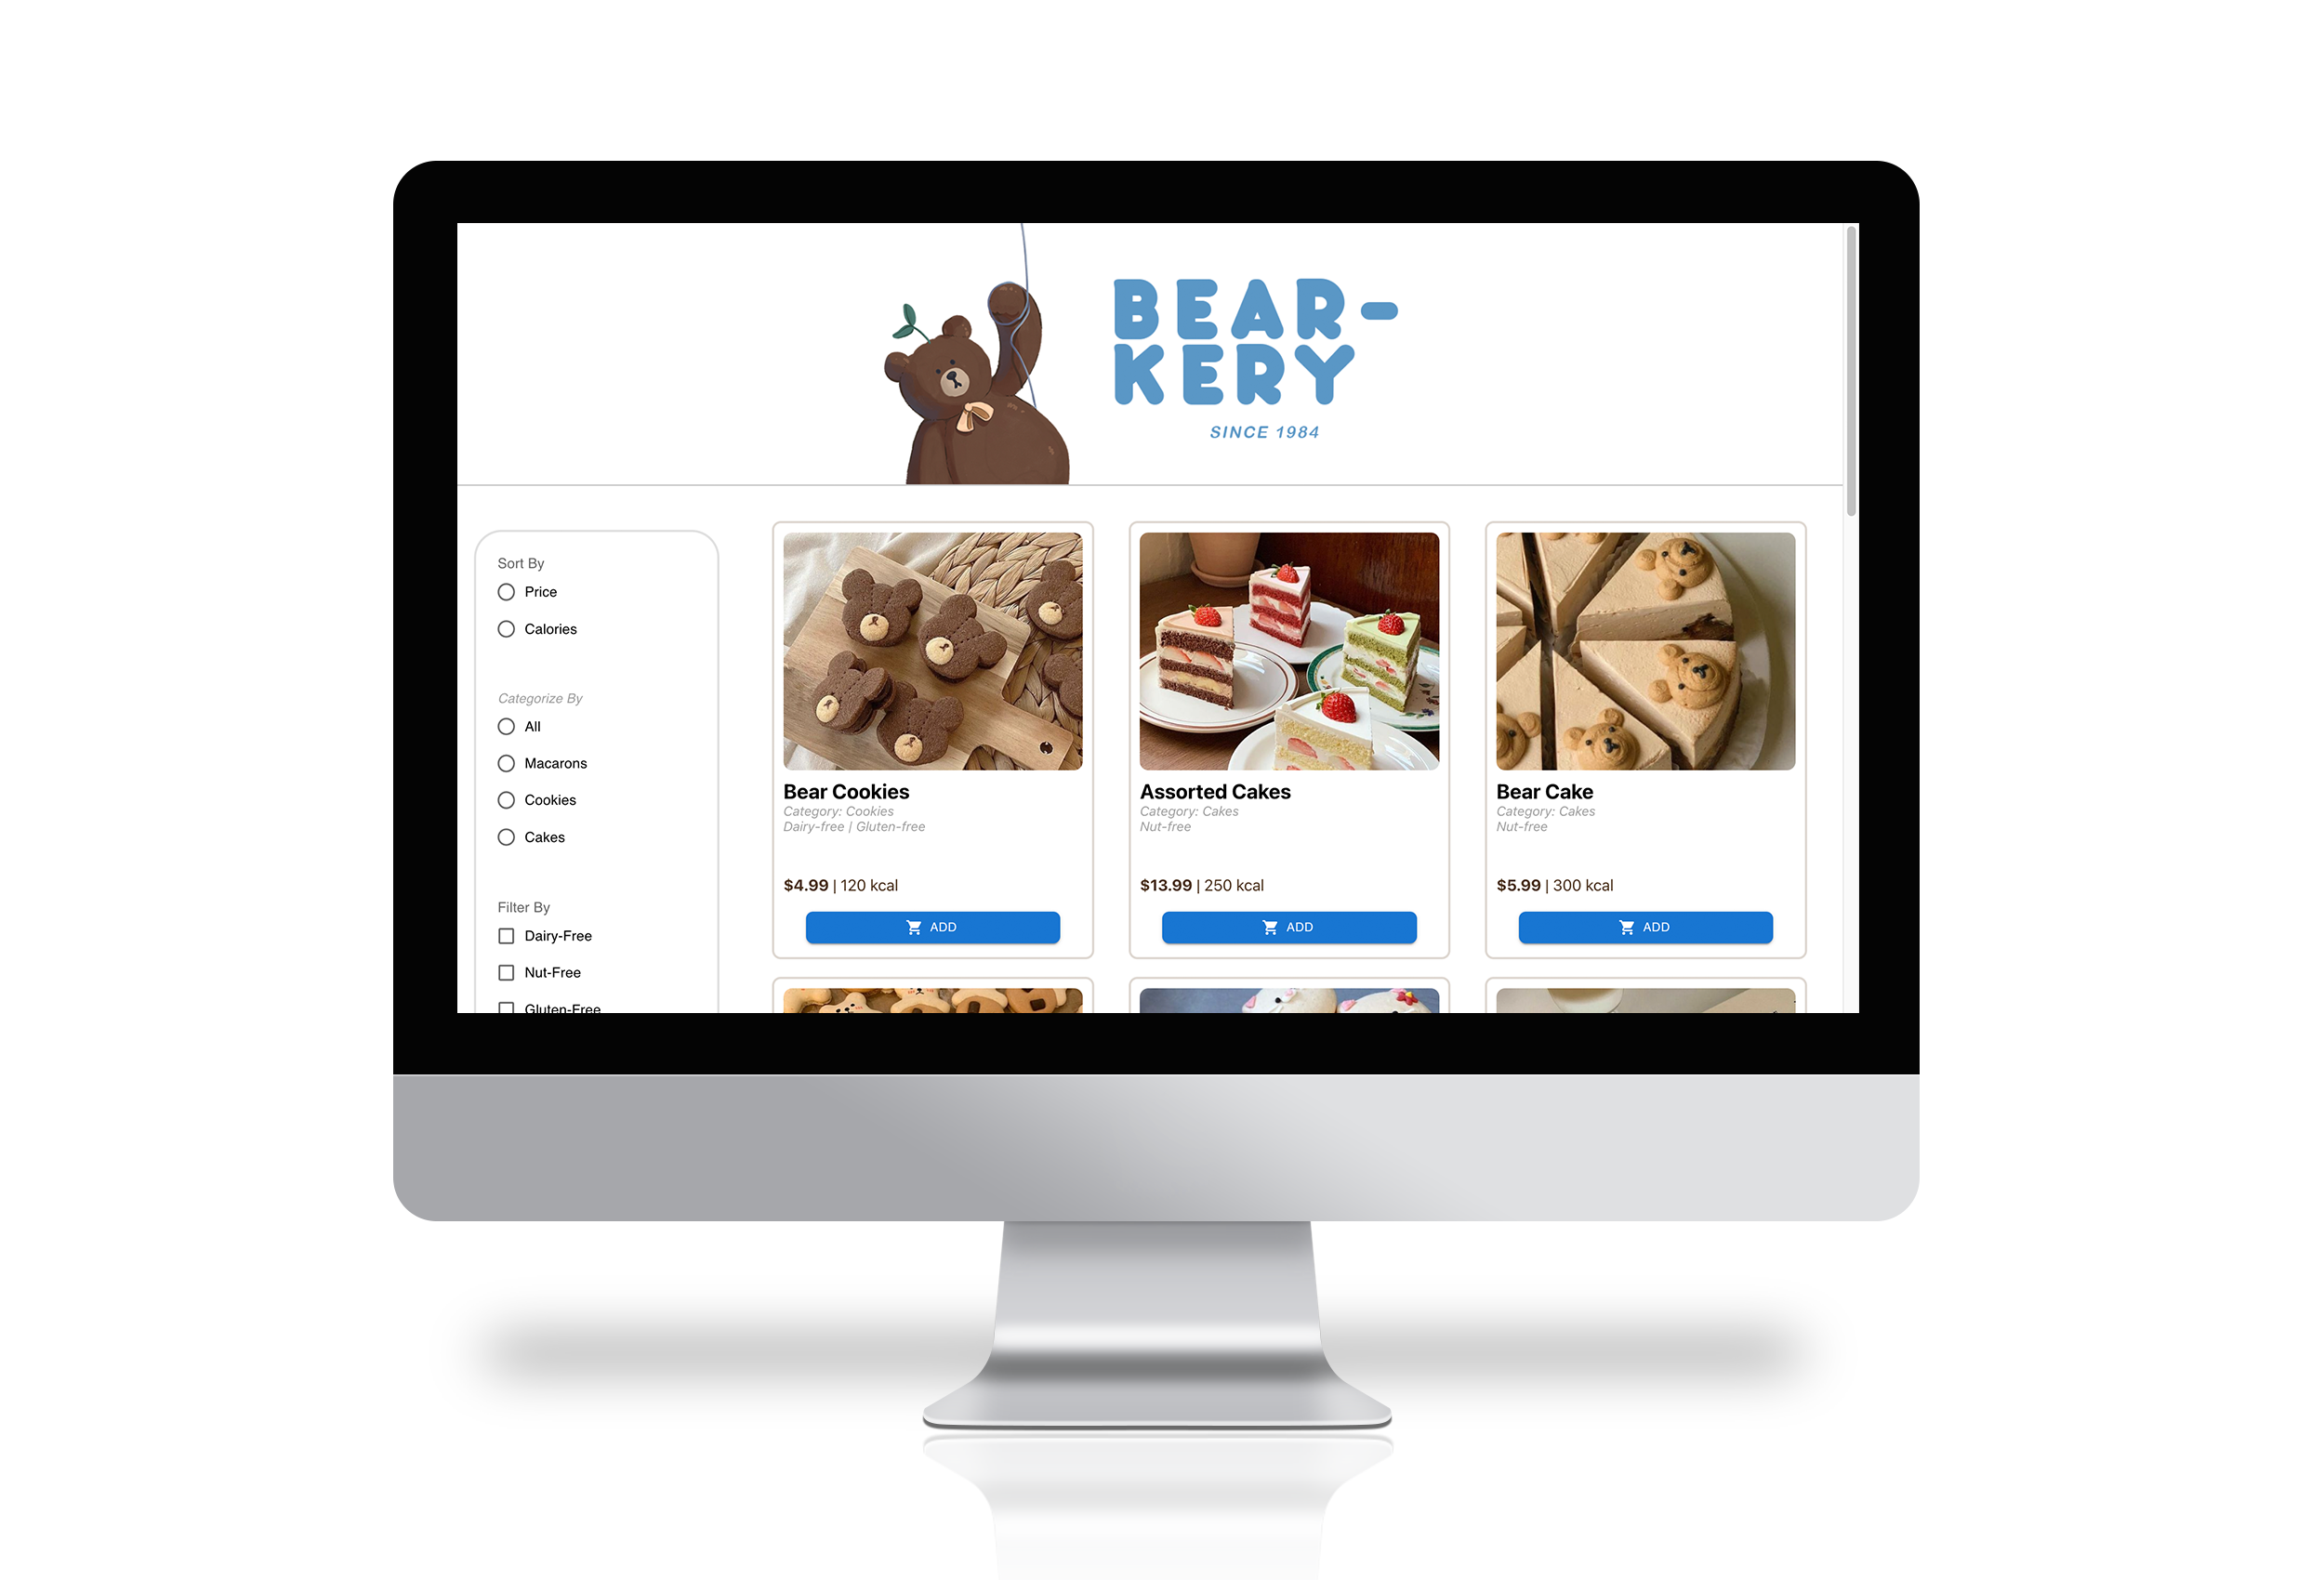 BEAR-
KERY
SINCE 1984
Sort By
Price
Calories
Categorize By
All
Macarons
Cookies
Cakes
Filter By
Dairy-Free
Nut-Free
Gluten-Free
Bear Cookies
Category: Cookies
Dairy-free | Gluten-free
$4.99 | 120 kcal
ADD
Assorted Cakes
Category: Cakes
Nut-free
$13.99 | 250 kcal
ADD
Bear Cake
Category: Cakes
Nut-free
$5.99 | 300 kcal
ADD